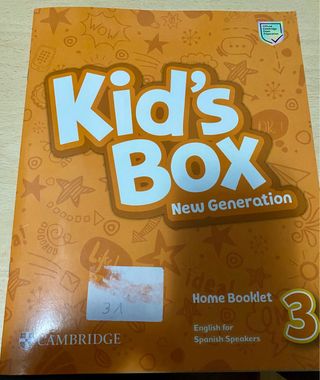 Kid's
BOX
New Generation
Home Booklet
3
English for
Spanish Speakers
CAMBRIDGE